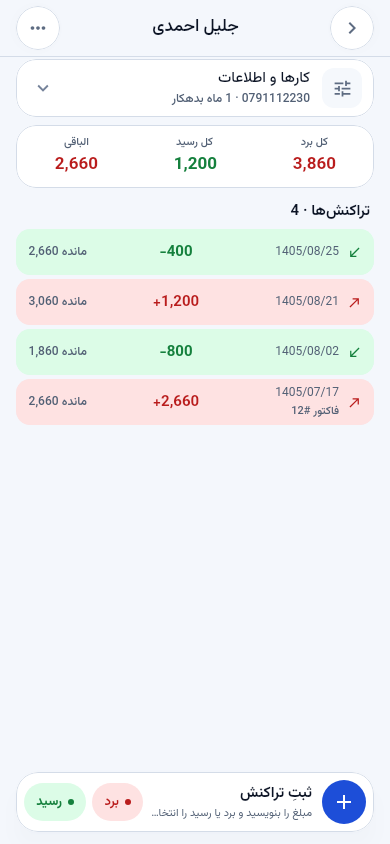 جلیل احمدی
کارها و اطلاعات
0791112230 · 1 ماه بدهکار
کل برد
3,860
کل رسید
1,200
الباقی
2,660
تراکنش‌ها · 4
1405/08/25
−400
مانده 2,660
1405/08/21
+1,200
مانده 3,060
1405/08/02
−800
مانده 1,860
1405/07/17
فاکتور #12
+2,660
مانده 2,660
ثبتِ تراکنش
مبلغ را بنویسید و برد یا رسید را انتخا…
برد
رسید